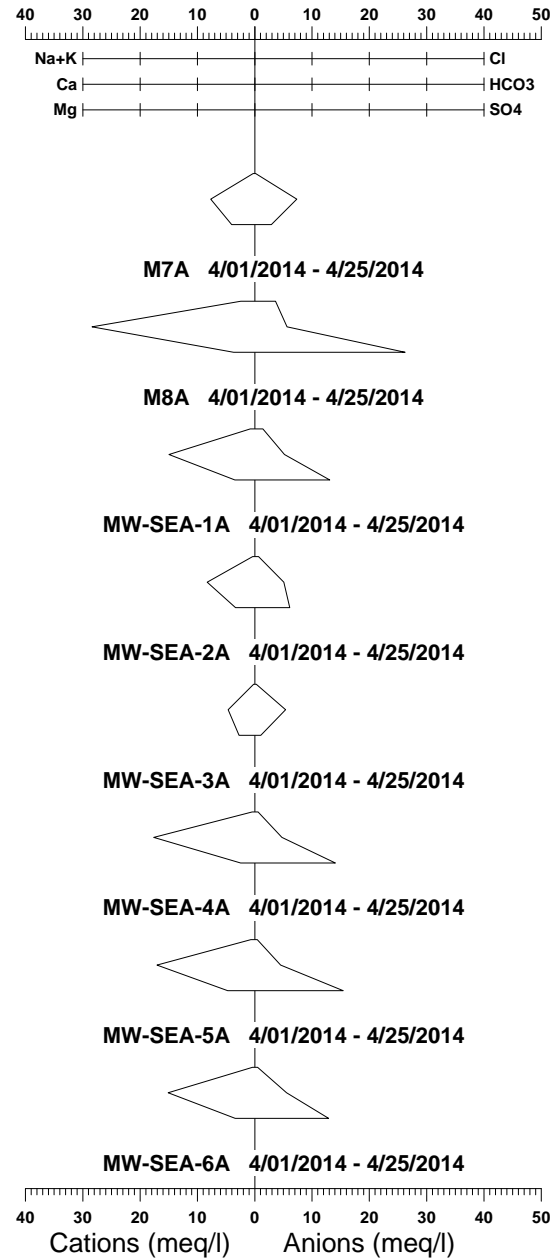 40 30 20 10 0 10 20 30 40 50
Na+K Cl
Ca HCO3
Mg SO4
M7A 4/01/2014 - 4/25/2014
M8A 4/01/2014 - 4/25/2014
MW-SEA-1A 4/01/2014 - 4/25/2014
MW-SEA-2A 4/01/2014 - 4/25/2014
MW-SEA-3A 4/01/2014 - 4/25/2014
MW-SEA-4A 4/01/2014 - 4/25/2014
MW-SEA-5A 4/01/2014 - 4/25/2014
MW-SEA-6A 4/01/2014 - 4/25/2014
40 30 20 10 0 10 20 30 40 50
Cations (meq/l) Anions (meq/l)